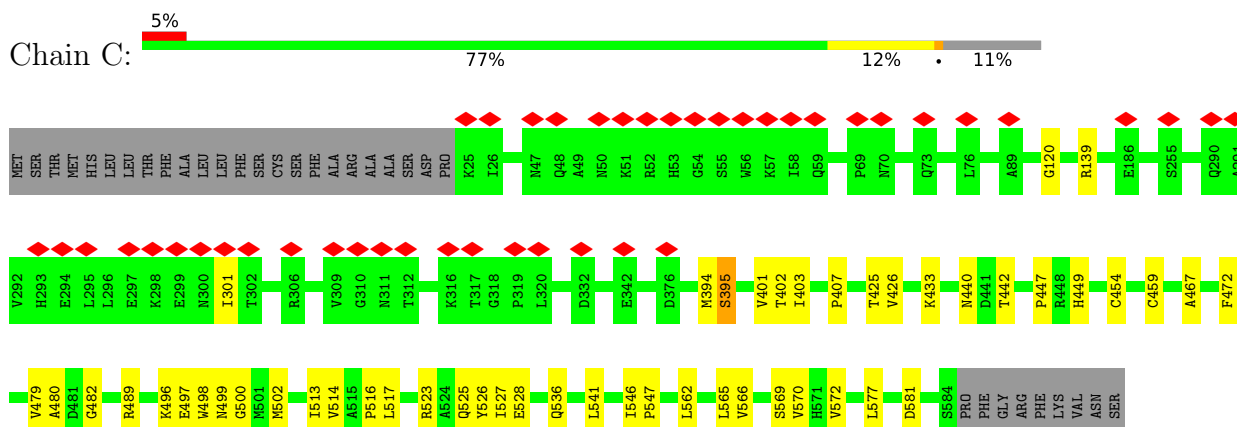 5%
Chain C:
77% 12% • 11%
MET SER THR MET HIS LEU LEU THR PHE ALA LEU LEU PHE SER CYS SER PHE ALA ARG ALA ALA SER ASP PRO K25 I26 N47 Q48 A49 N50 K51 R52 H53 G54 S55 W56 K57 I58 Q59 P69 N70 Q73 L76 A89 G120 R139 E186 S255 Q290 A291
V292 H293 E294 L295 L296 E297 K298 E299 N300 I301 T302 R306 V309 G310 N311 T312 K316 T317 G318 P319 L320 D332 E342 D376 M394 S395 V401 T402 I403 P407 T425 V426 K433 N440 D441 T442 P447 R448 H449 C454 C459 A467 F472
V479 A480 D481 G482 R489 K496 E497 W498 N499 G500 M501 M502 I513 V514 A515 P516 L517 R523 A524 Q525 Y526 I527 E528 Q536 L541 I546 P547 L562 L565 V566 S569 V570 H571 V572 L577 D581 S584 PRO PHE GLY ARG PHE LYS VAL ASN SER